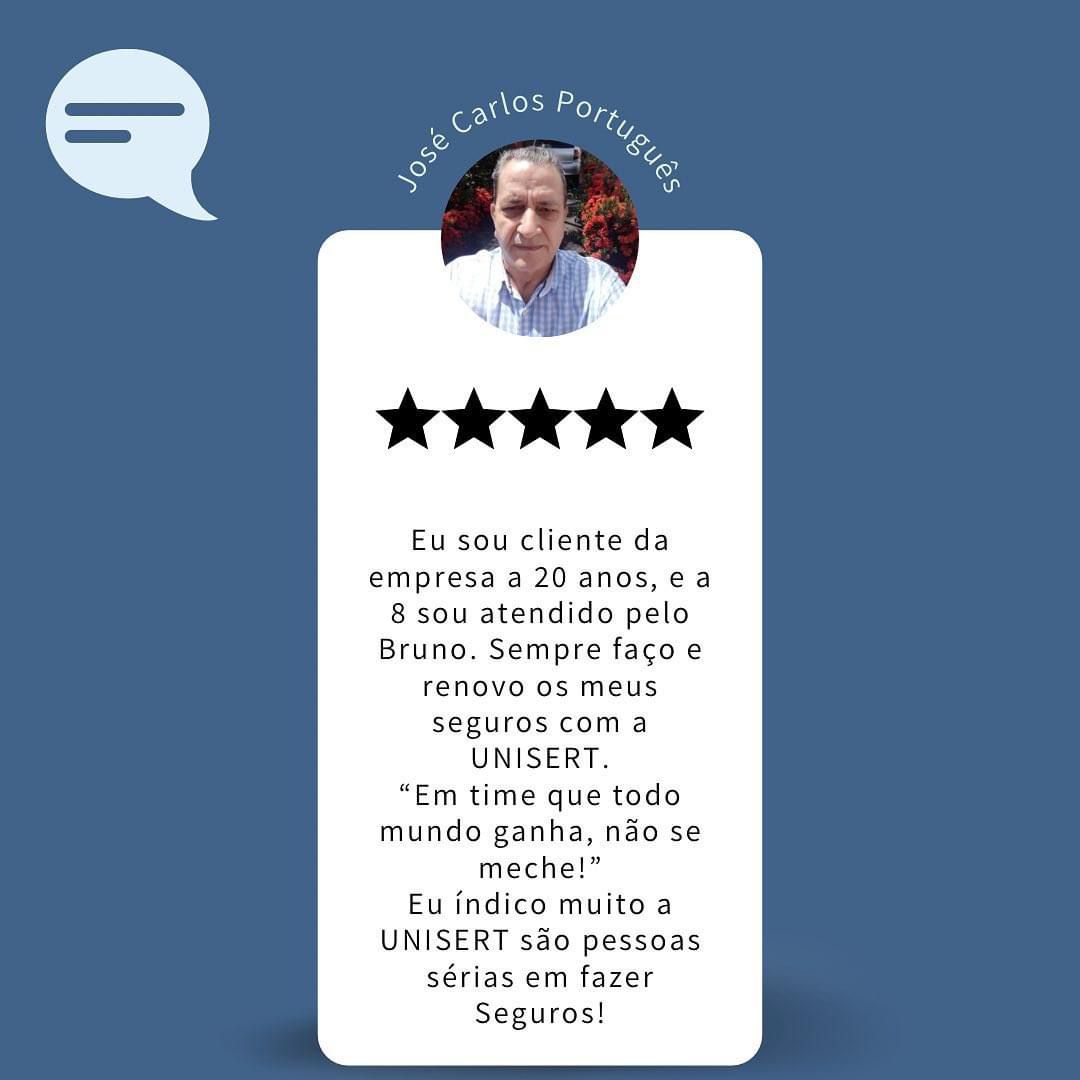 José Carlos Português
Eu sou cliente da
empresa a 20 anos, e a
8 sou atendido pelo
Bruno. Sempre faço e
renovo os meus
seguros com a
UNISERT.
“Em time que todo
mundo ganha, não se
meche!”
Eu índico muito a
UNISERT são pessoas
sérias em fazer
Seguros!